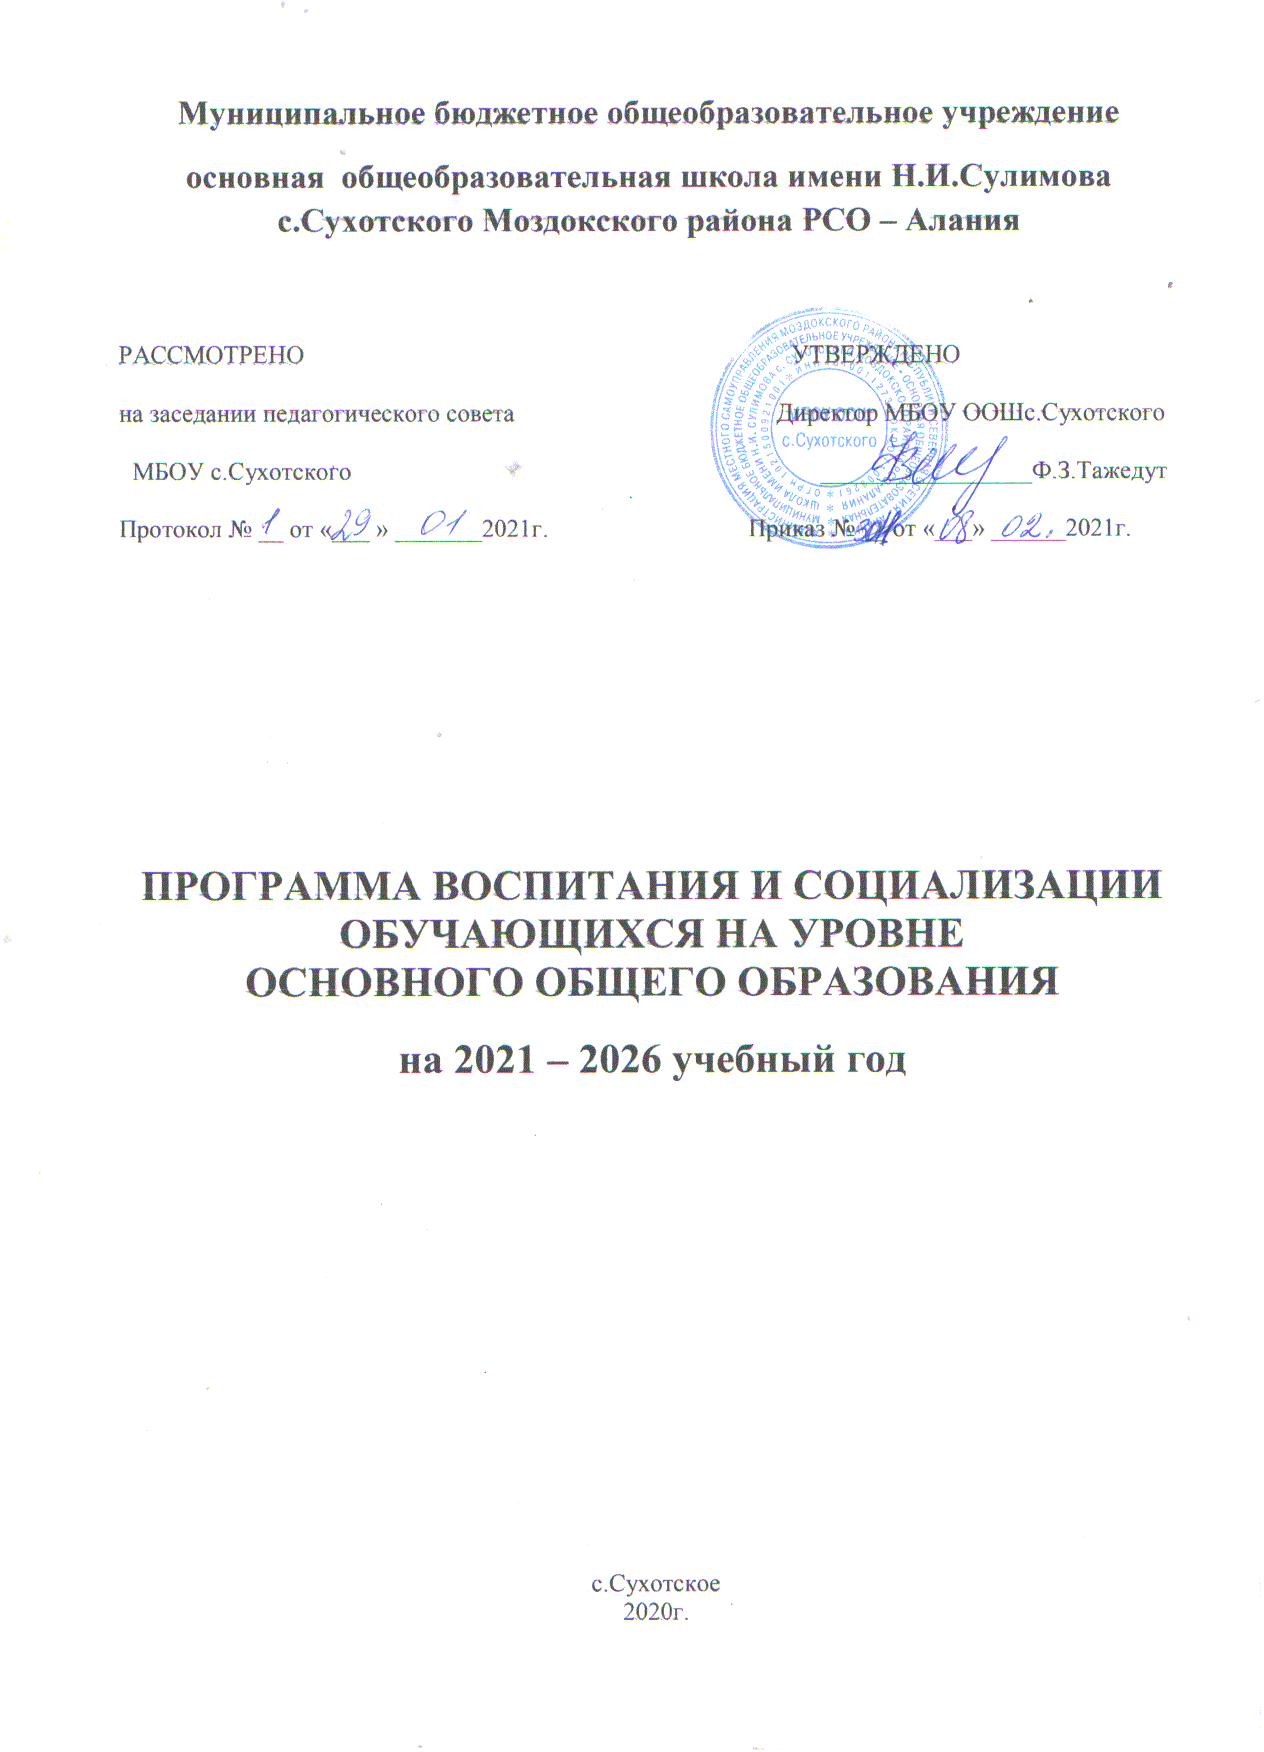 Муниципальное бюджетное общеобразовательное учреждение
основная общеобразовательная школа имени Н.И.Сулимова
с.Сухотского Моздокского района РСО – Алания
РАССМОТРЕНО
УТВЕРЖДЕНО
на заседании педагогического совета
Директор МБОУ ООШс.Сухотского
с.Сухотского
МБОУ с.Сухотского
Ф.З.Тажедут
Протокол № 1 от «29» 01 2021г.
Приказ № от «08» 02. 2021г.
ПРОГРАММА ВОСПИТАНИЯ И СОЦИАЛИЗАЦИИ
ОБУЧАЮЩИХСЯ НА УРОВНЕ
ОСНОВНОГО ОБЩЕГО ОБРАЗОВАНИЯ
на 2021 – 2026 учебный год
с.Сухотское
2020г.